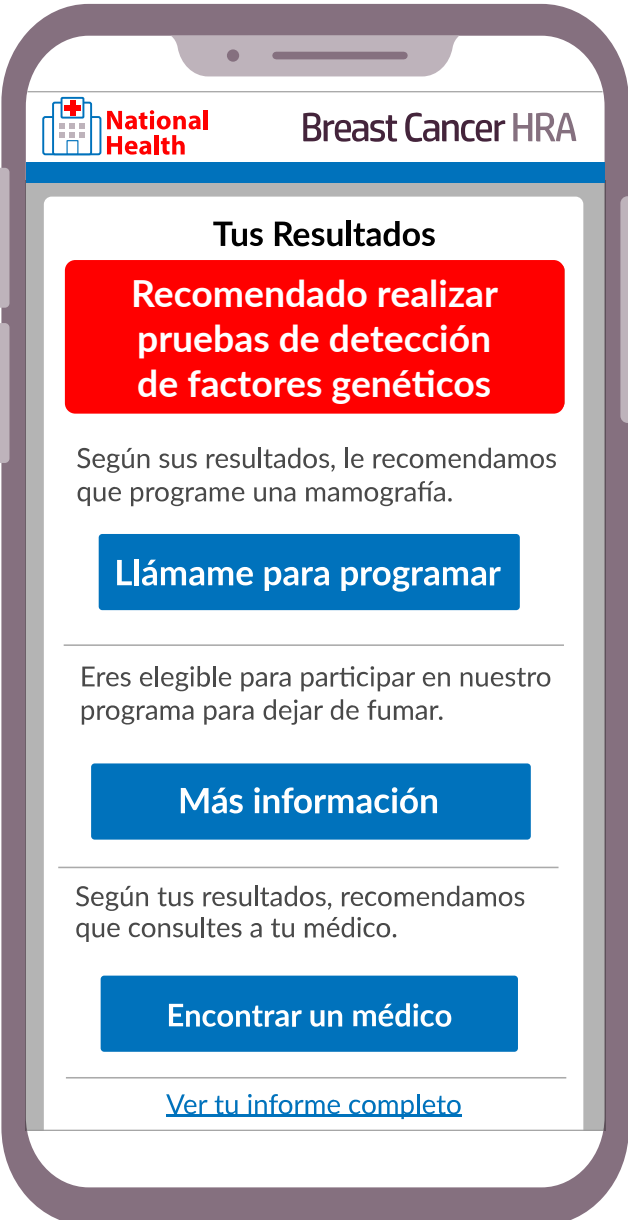 National
Health
Breast Cancer HRA
Tus Resultados
Recomendado realizar
pruebas de detección
de factores genéticos
Según sus resultados, le recomendamos
que programe una mamografía.
Llámame para programar
Eres elegible para participar en nuestro
programa para dejar de fumar.
Más información
Según tus resultados, recomendamos
que consultes a tu médico.
Encontrar un médico
Ver tu informe completo